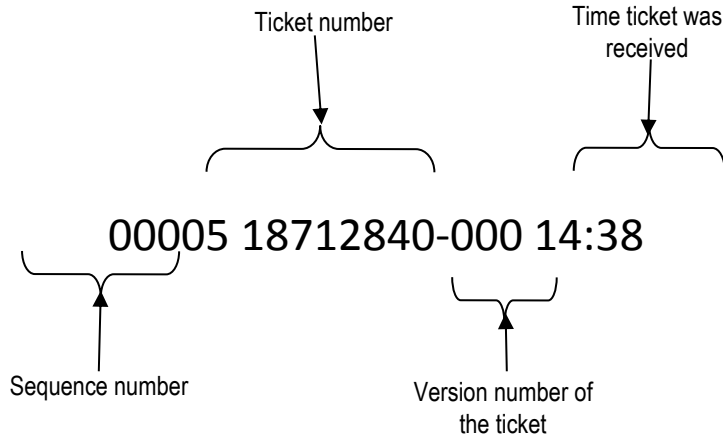 Ticket number
Time ticket was
received
00005 18712840-000 14:38
Sequence number
Version number of
the ticket